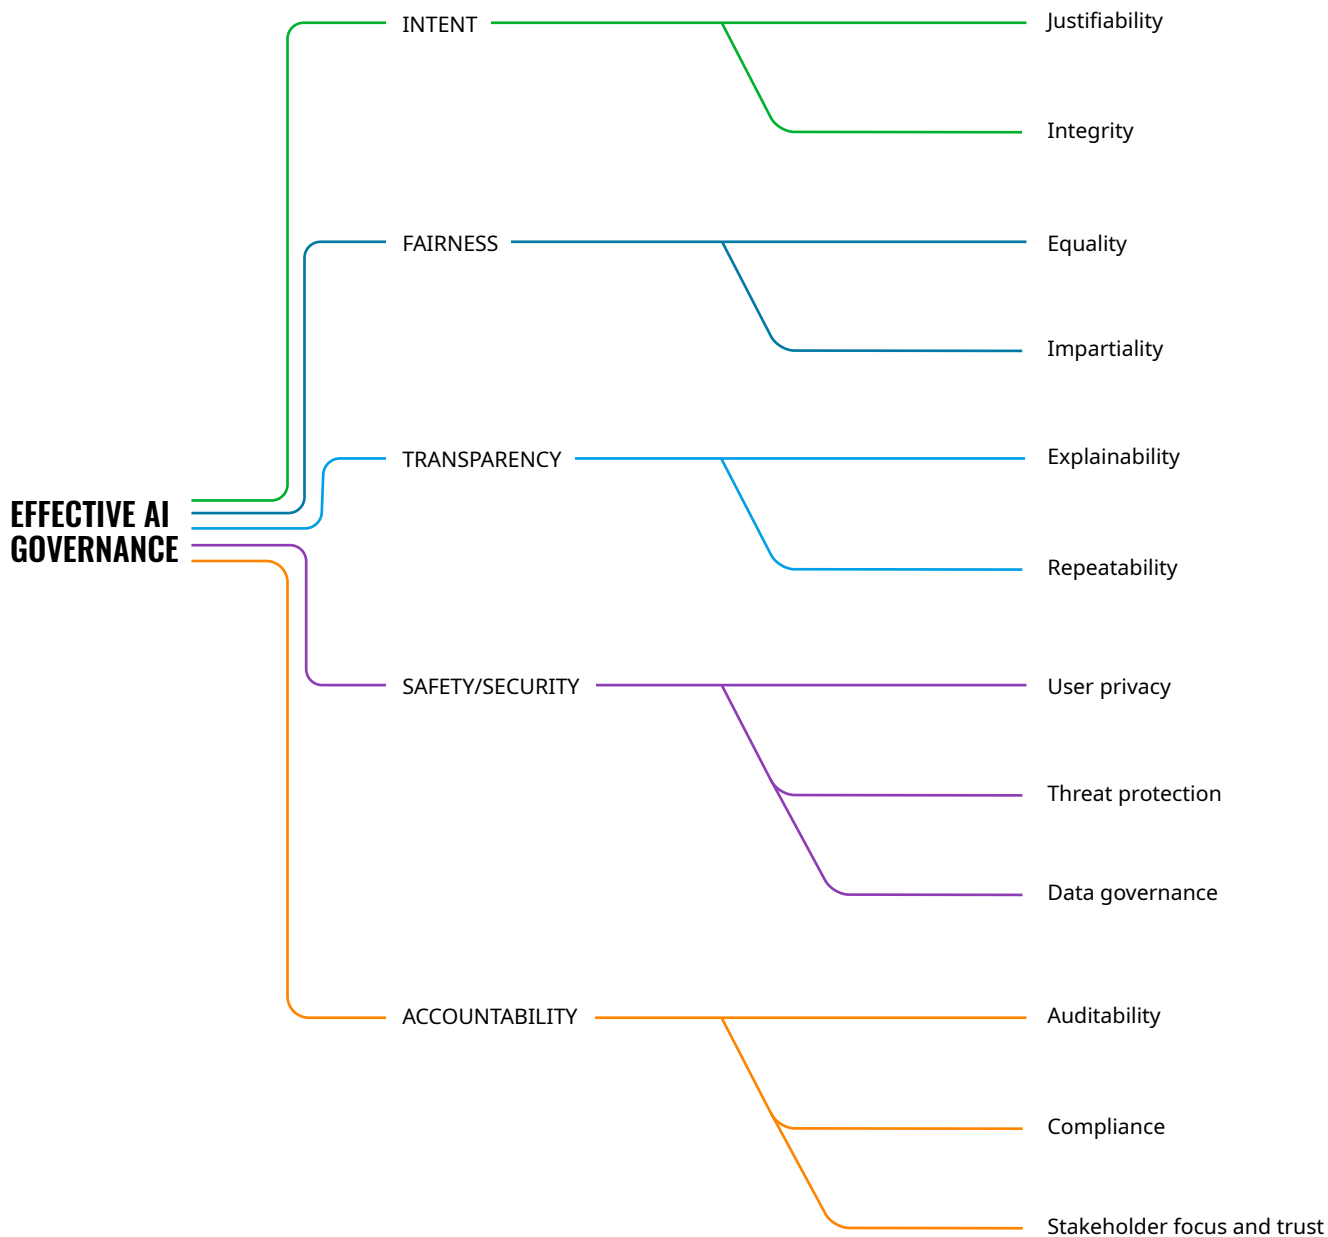 INTENT
Justifiability
Integrity
FAIRNESS
Equality
Impartiality
TRANSPARENCY
Explainability
Repeatability
EFFECTIVE AI
GOVERNANCE
SAFETY/SECURITY
User privacy
Threat protection
Data governance
ACCOUNTABILITY
Auditability
Compliance
Stakeholder focus and trust